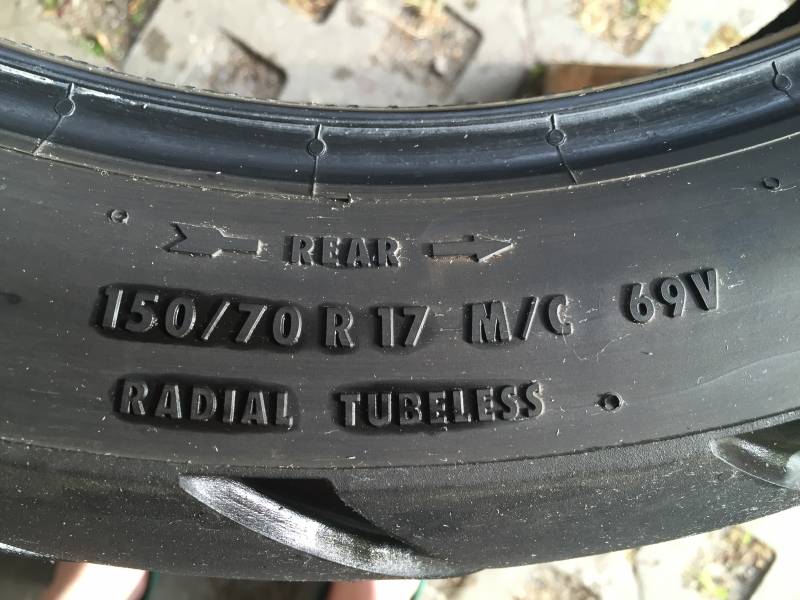 REAR
150/70 R 17 M/C 69V
RADIAL TUBELESS